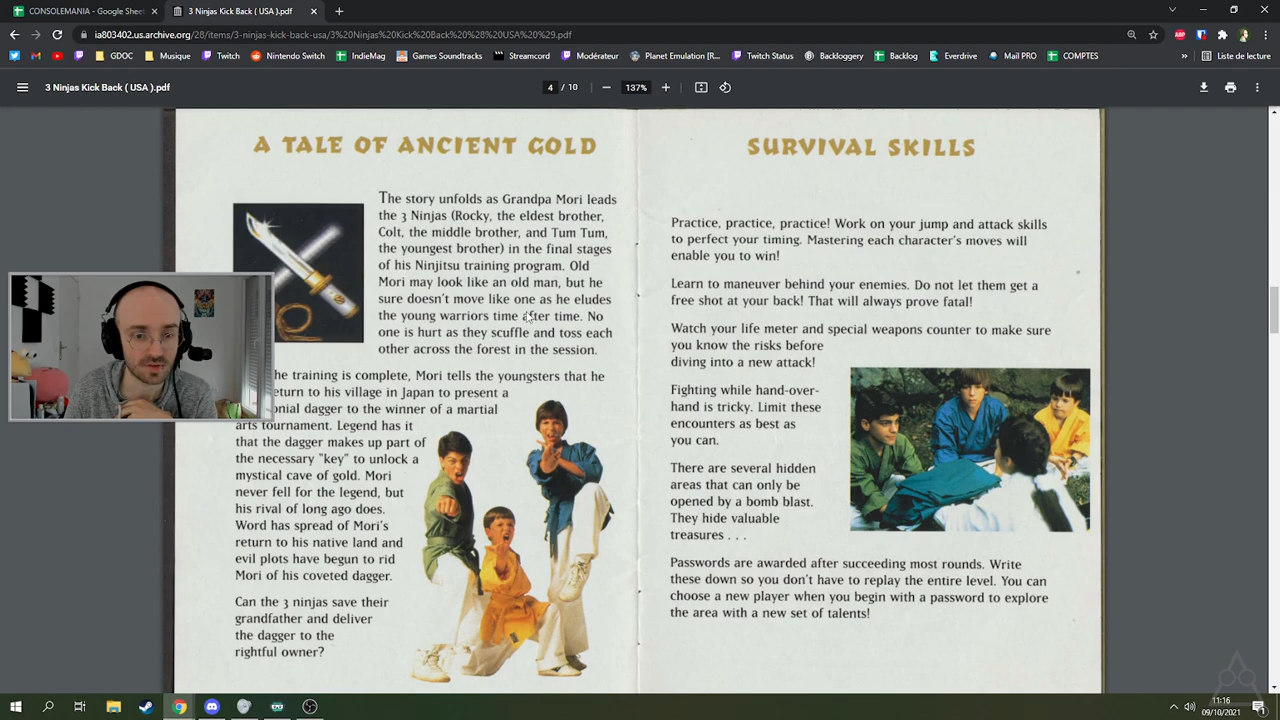 CONSOLEMANIA - Google Sheet
3 Ninjas Kick Back ( USA ).pdf
ia803402.us.archive.org/28/items/3-ninjas-kick-back-usa/3%20Ninjas%20Kick%20Back%20%28%20USA%20%29.pdf
GDOC
Musique
Twitch
Nintendo Switch
IndieMag
Games Soundtracks
Streamcord
Modérateur
Planet Emulation [R...
Twitch Status
Backloggery
Backlog
Everdrive
Mail PRO
COMPTES
»
Liste de lecture
3 Ninjas Kick Back ( USA ).pdf
4 / 10
137%
A TALE OF ANCIENT GOLD
The story unfolds as Grandpa Mori leads
the 3 Ninjas (Rocky, the eldest brother,
Colt, the middle brother, and Tum Tum,
the youngest brother) in the final stages
of his Ninjitsu training program. Old
Mori may look like an old man, but he
sure doesn't move like one as he eludes
the young warriors time after time. No
one is hurt as they scuffle and toss each
other across the forest in the session.
he training is complete, Mori tells the youngsters that he
eturn to his village in Japan to present a
onial dagger to the winner of a martial
arts tournament. Legend has it
that the dagger makes up part of
the necessary "key" to unlock a
mystical cave of gold. Mori
never fell for the legend, but
his rival of long ago does.
Word has spread of Mori's
return to his native land and
evil plots have begun to rid
Mori of his coveted dagger.
Can the 3 ninjas save their
grandfather and deliver
the dagger to the
rightful owner?
SURVIVAL SKILLS
Practice, practice, practice! Work on your jump and attack skills
to perfect your timing. Mastering each character's moves will
enable you to win!
Learn to maneuver behind your enemies. Do not let them get a
free shot at your back! That will always prove fatal!
Watch your life meter and special weapons counter to make sure
you know the risks before
diving into a new attack!
Fighting while hand-over-
hand is tricky. Limit these
encounters as best as
you can.
There are several hidden
areas that can only be
opened by a bomb blast.
They hide valuable
treasures . . .
Passwords are awarded after succeeding most rounds. Write
these down so you don't have to replay the entire level. You can
choose a new player when you begin with a password to explore
the area with a new set of talents!
11:16
09/10/2021